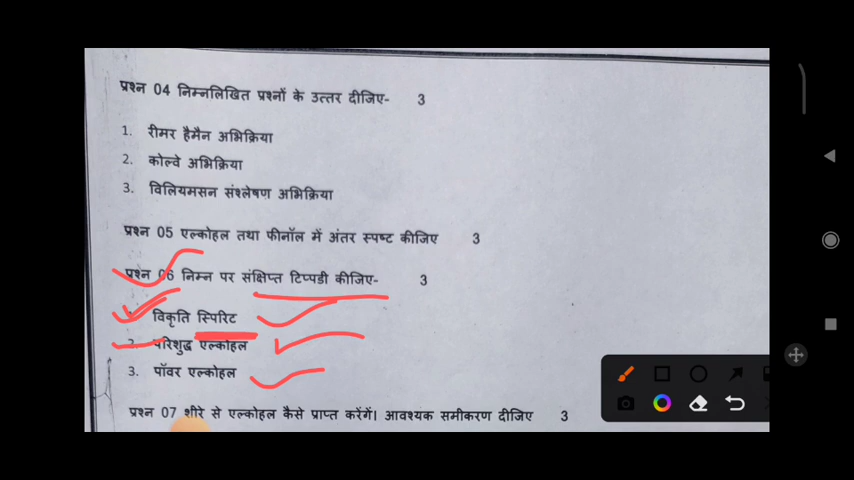 प्रश्न 04 निम्नलिखित प्रश्नों के उत्तर दीजिए- 3
1. रीमर हैमैन अभिक्रिया
2. कोल्वे अभिक्रिया
3. विलियमसन संश्लेषण अभिक्रिया
प्रश्न 05 एल्कोहल तथा फीनॉल में अंतर स्पष्ट कीजिए 3
प्रश्न 06 निम्न पर संक्षिप्त टिप्पडी कीजिए- 3
विकृति स्पिरिट
2. परिशुद्ध एल्कोहल
3. पॉवर एल्कोहल
प्रश्न 07 शीरे से एल्कोहल कैसे प्राप्त करेंगें। आवश्यक समीकरण दीजिए 3